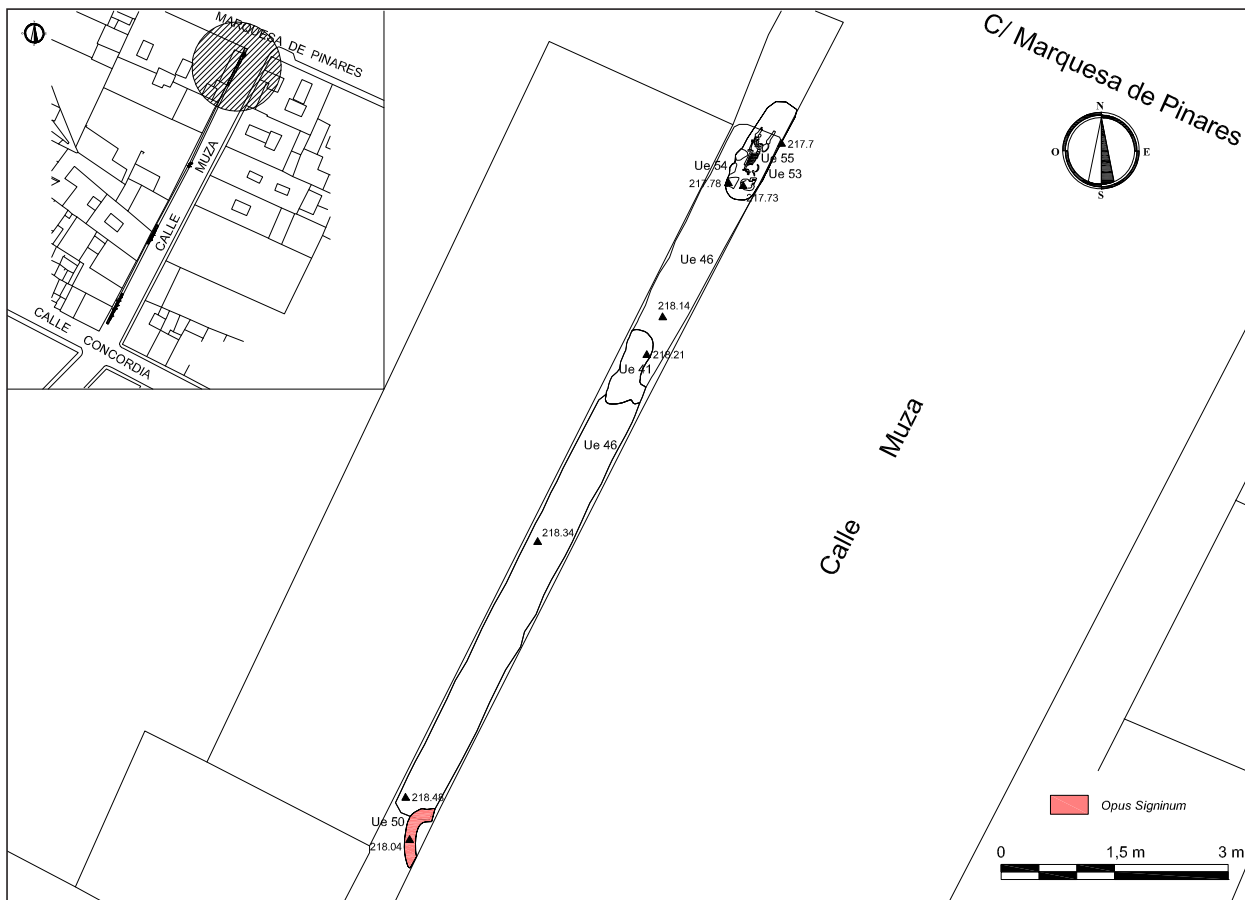 MARQUESA DE PINARES
MUZA
CALLE
CALLE CONCORDIA
C/ Marquesa de Pinares
N
O
E
S
217.7
Ue 55
Ue 54
Ue 53
217.78
217.73
Ue 46
218.14
218.21
Ue 41
Ue 46
Calle Muza
218.34
218.48
Ue 50
218.04
Opus Signinum
0 1,5 m 3 m